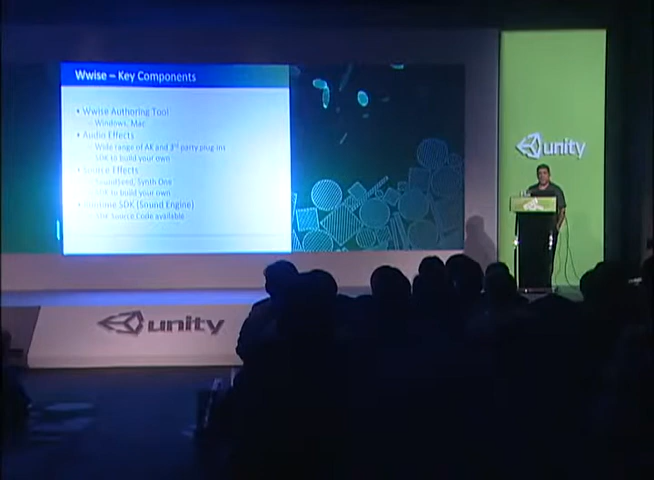 Wwise – Key Components
• Wwise Authoring Tool
– Windows, Mac
• Audio Effects
– Wide range of AK and 3rd party plug-ins
– SDK to build your own
• Source Effects
– SoundSeed, Synth One
– SDK to build your own
• Runtime SDK (Sound Engine)
– SDK Source Code available
unity
unity